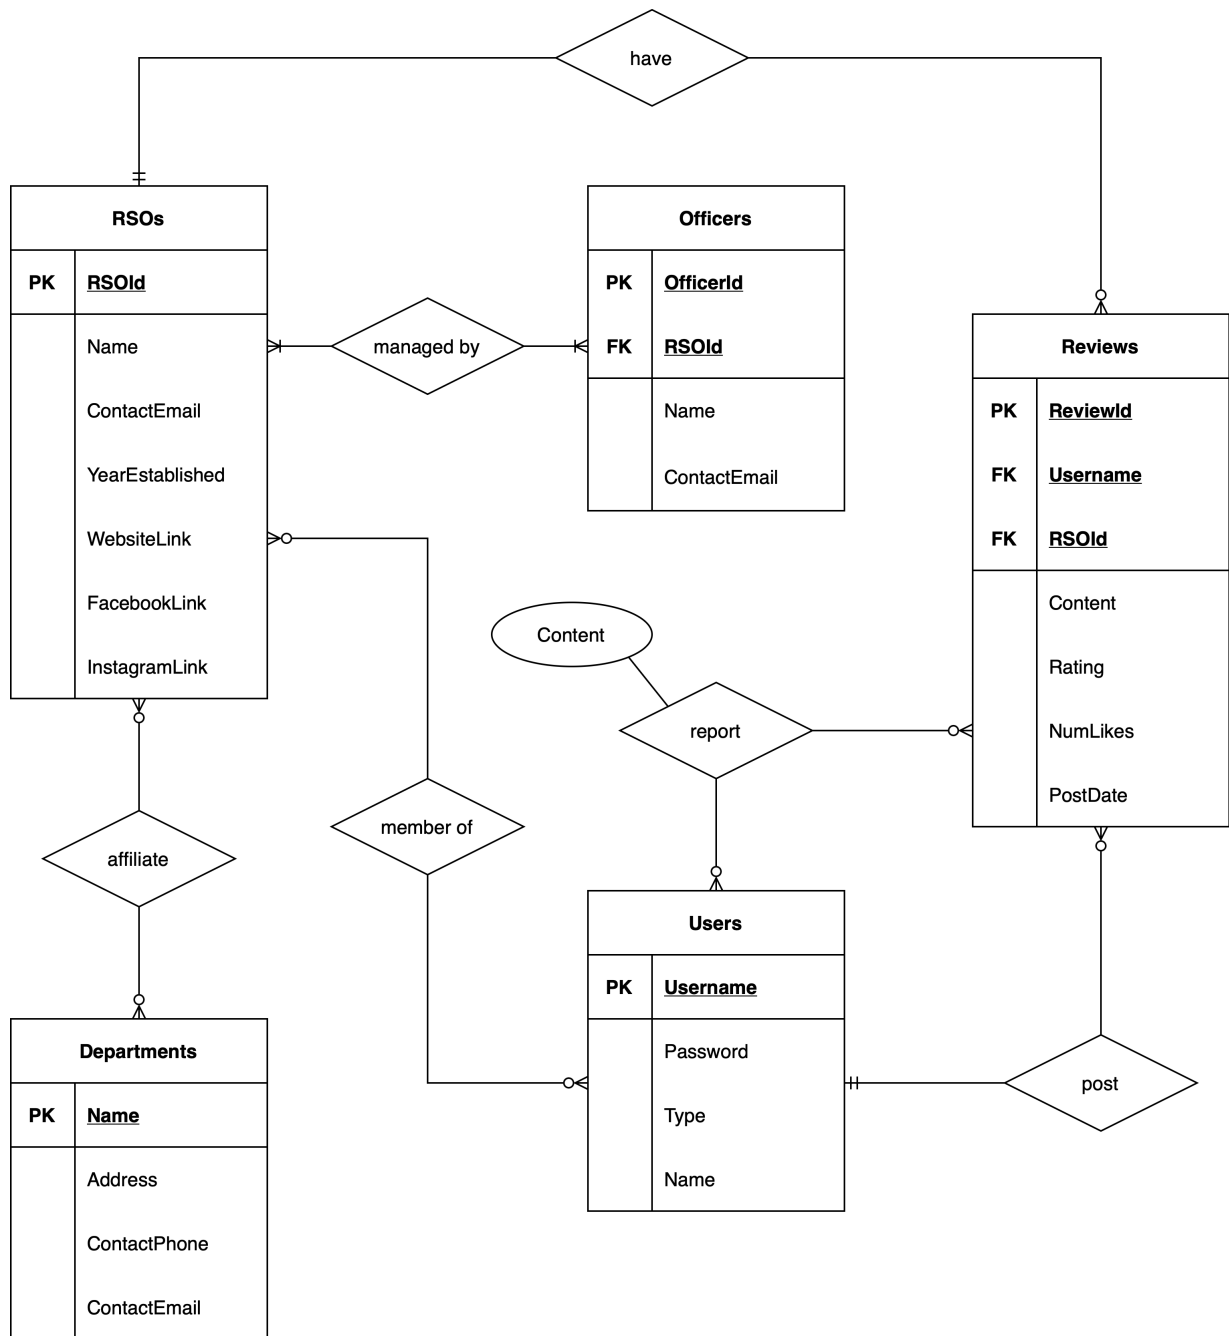 have
RSOs
PK RSOId
Name
ContactEmail
YearEstablished
WebsiteLink
FacebookLink
InstagramLink
managed by
Officers
PK OfficerId
FK RSOId
Name
ContactEmail
Reviews
PK ReviewId
FK Username
FK RSOId
Content
Rating
NumLikes
PostDate
Content
report
member of
affiliate
Users
PK Username
Password
Type
Name
post
Departments
PK Name
Address
ContactPhone
ContactEmail